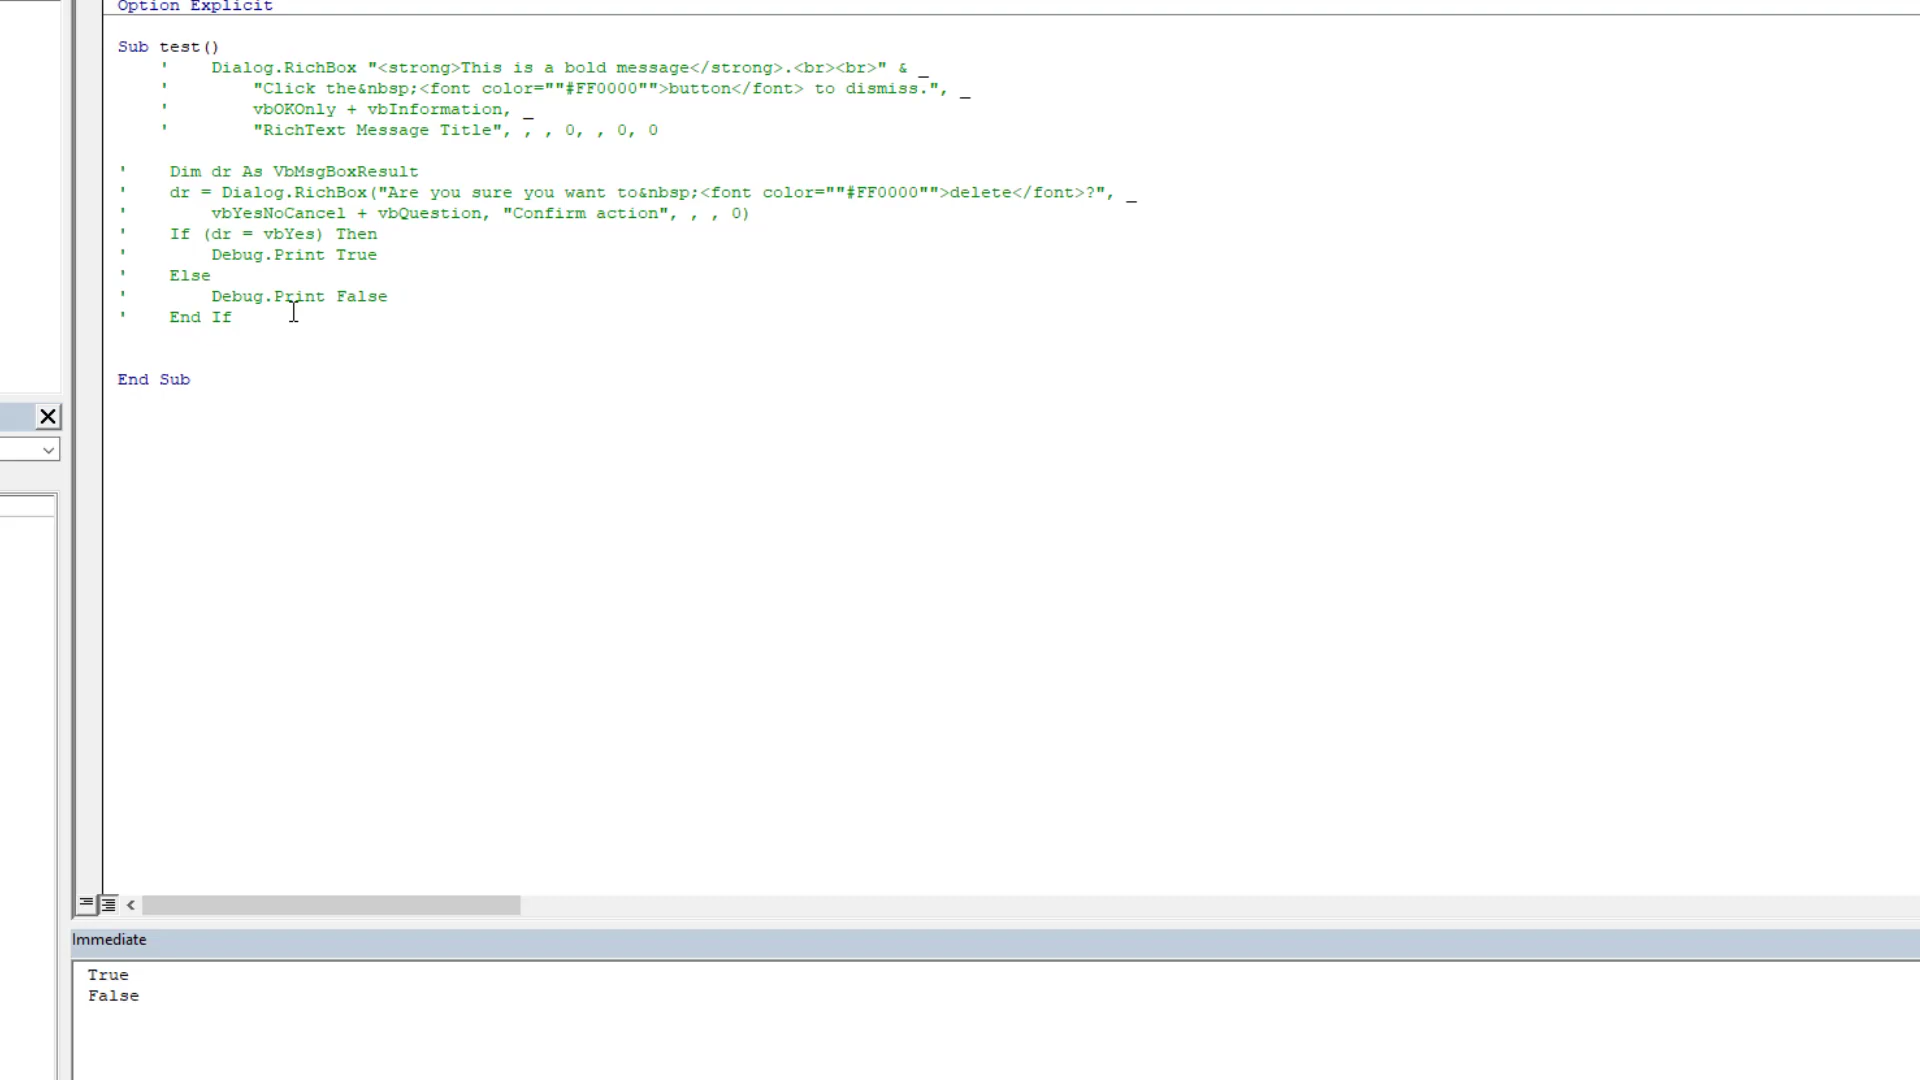 Option Explicit
Sub test()
'    Dialog.RichBox "<strong>This is a bold message</strong>.<br><br>" & _
'        "Click the&nbsp;<font color=""#FF0000"">button</font> to dismiss.", _
'        vbOKOnly + vbInformation, _
'        "RichText Message Title", , , 0, , 0, 0
'    Dim dr As VbMsgBoxResult
'    dr = Dialog.RichBox("Are you sure you want to&nbsp;<font color=""#FF0000"">delete</font>?", _
'        vbYesNoCancel + vbQuestion, "Confirm action", , , 0)
'    If (dr = vbYes) Then
'        Debug.Print True
'    Else
'        Debug.Print False
'    End If
End Sub
Immediate
True
False